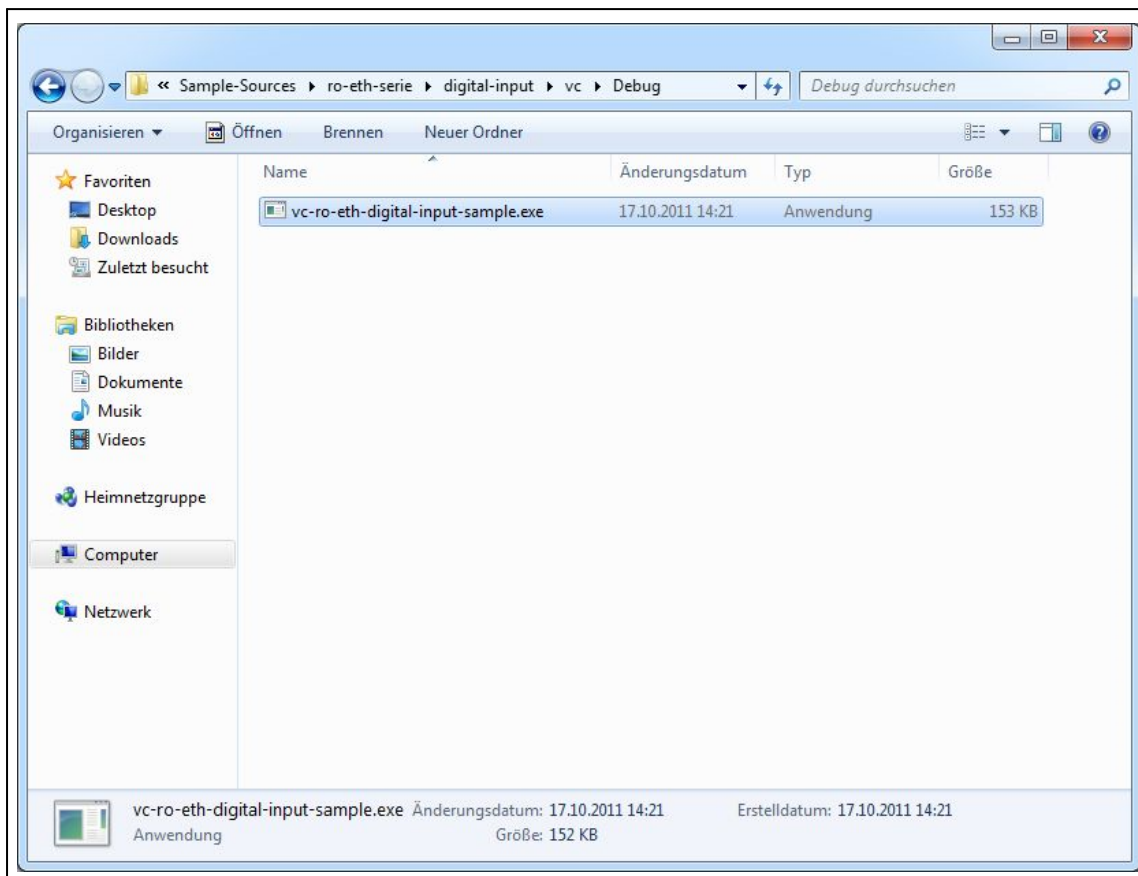 « Sample-Sources ▸ ro-eth-serie ▸ digital-input ▸ vc ▸ Debug Debug durchsuchen
Organisieren Öffnen Brennen Neuer Ordner
Favoriten
Desktop
Downloads
Zuletzt besucht
Bibliotheken
Bilder
Dokumente
Musik
Videos
Heimnetzgruppe
Computer
Netzwerk
Name Änderungsdatum Typ Größe
vc-ro-eth-digital-input-sample.exe 17.10.2011 14:21 Anwendung 153 KB
vc-ro-eth-digital-input-sample.exe Änderungsdatum: 17.10.2011 14:21 Erstelldatum: 17.10.2011 14:21
Anwendung Größe: 152 KB